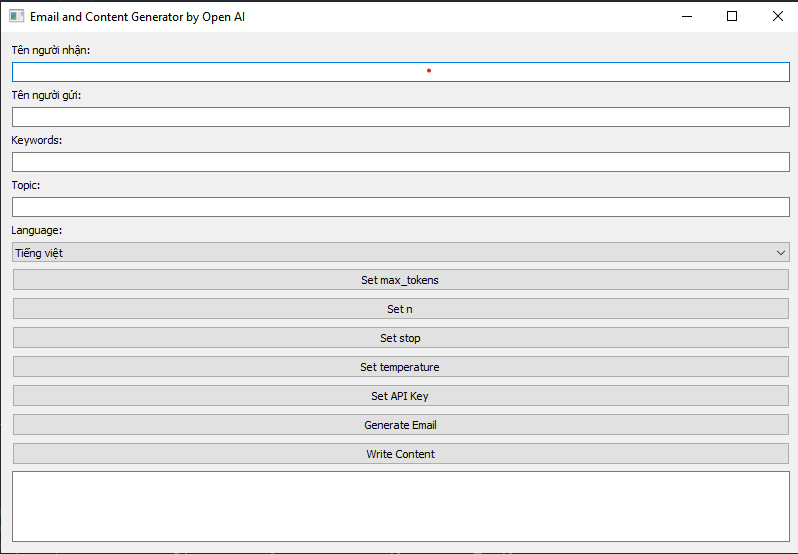 Email and Content Generator by Open AI
Tên người nhận:
Tên người gửi:
Keywords:
Topic:
Language:
Tiếng việt
Set max_tokens
Set n
Set stop
Set temperature
Set API Key
Generate Email
Write Content